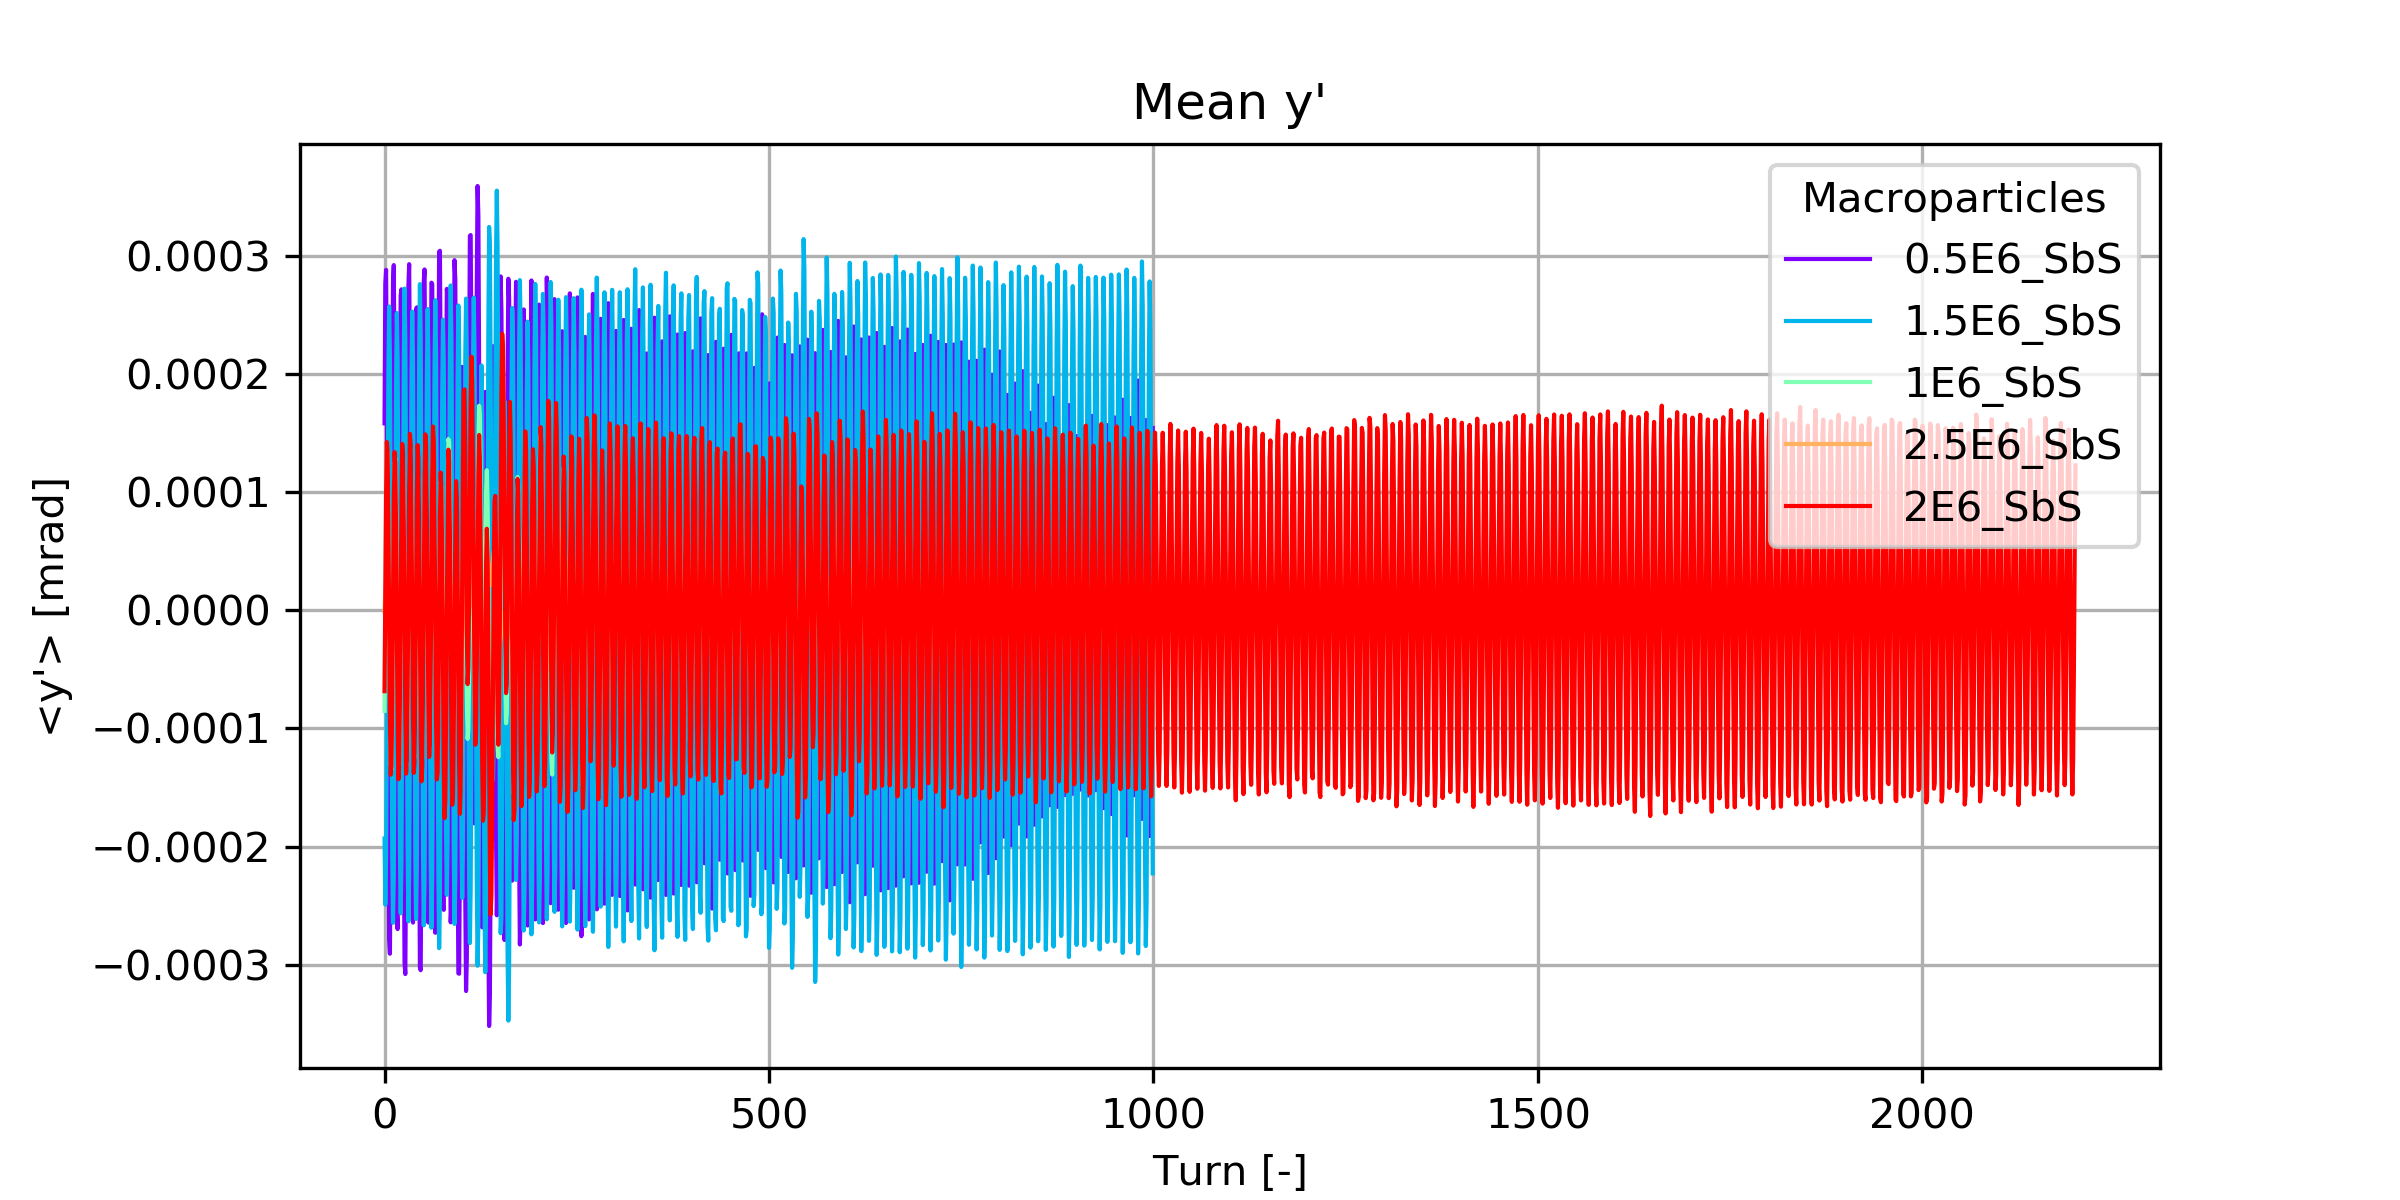 Mean y'
Macroparticles
0.5E6_SbS
1.5E6_SbS
1E6_SbS
2.5E6_SbS
2E6_SbS
0.0003
0.0002
0.0001
0.0000
−0.0001
−0.0002
−0.0003
<y'> [mrad]
0 500 1000 1500 2000
Turn [-]